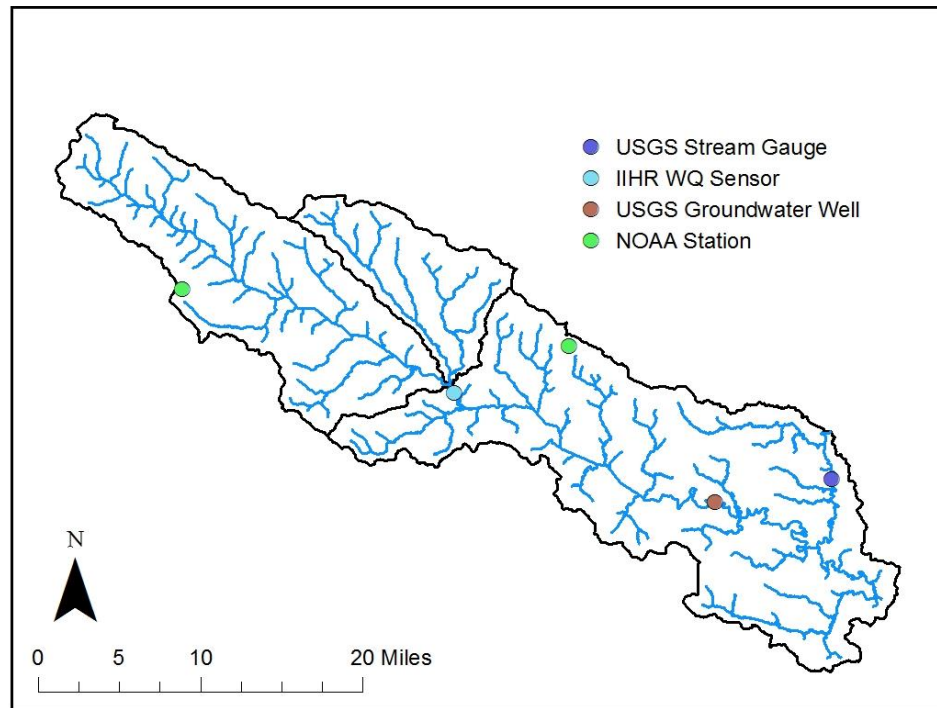 USGS Stream Gauge
IIHR WQ Sensor
USGS Groundwater Well
NOAA Station
N
0 5 10 20 Miles